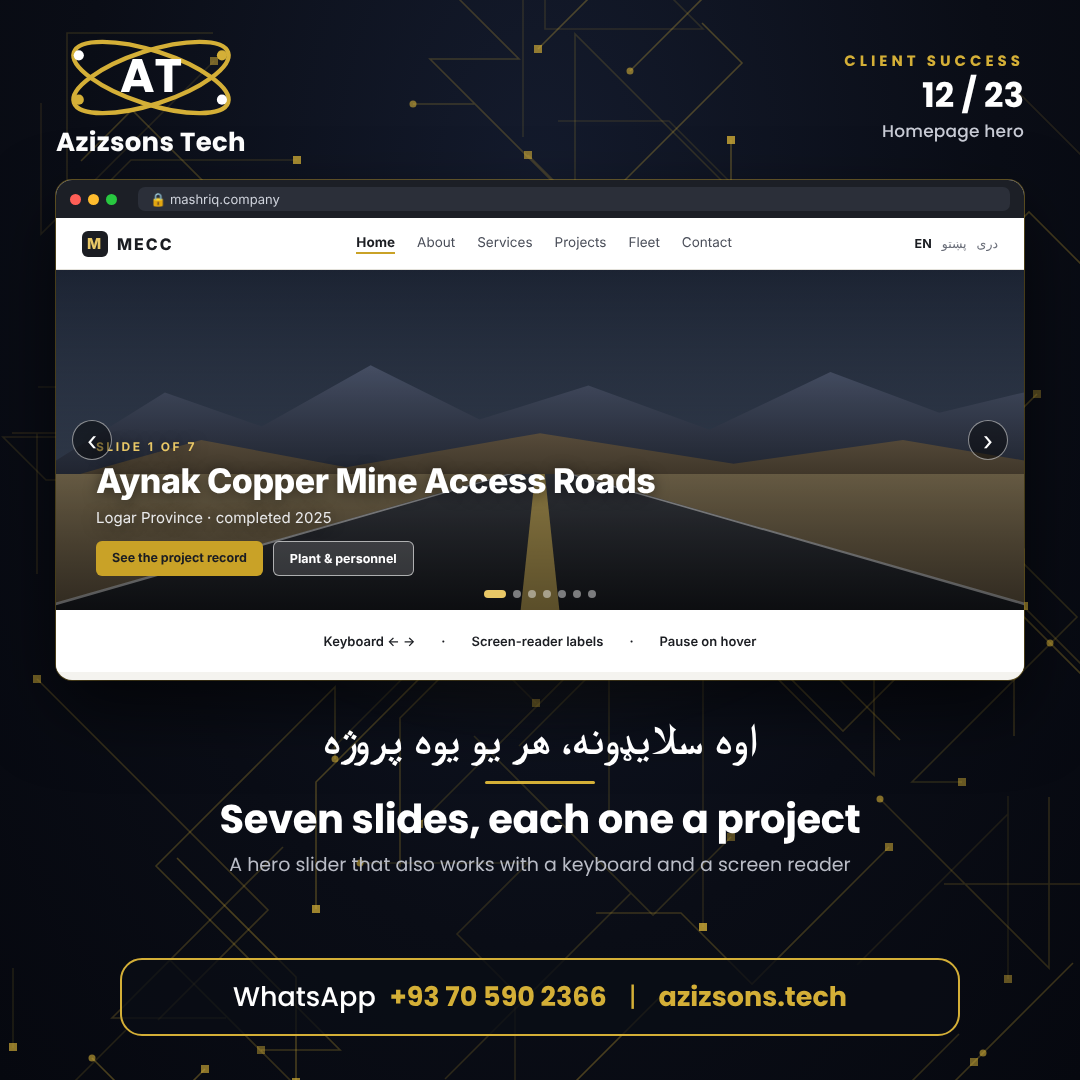 AT
Azizsons Tech
CLIENT SUCCESS
12 / 23
Homepage hero
🔒 mashriq.company
M MECC
Home About Services Projects Fleet Contact
EN پښتو دری
SLIDE 1 OF 7
Aynak Copper Mine Access Roads
Logar Province · completed 2025
See the project record Plant & personnel
Keyboard ← → · Screen-reader labels · Pause on hover
اوه سلایډونه، هر یو یوه پروژه
Seven slides, each one a project
A hero slider that also works with a keyboard and a screen reader
WhatsApp +93 70 590 2366 | azizsons.tech